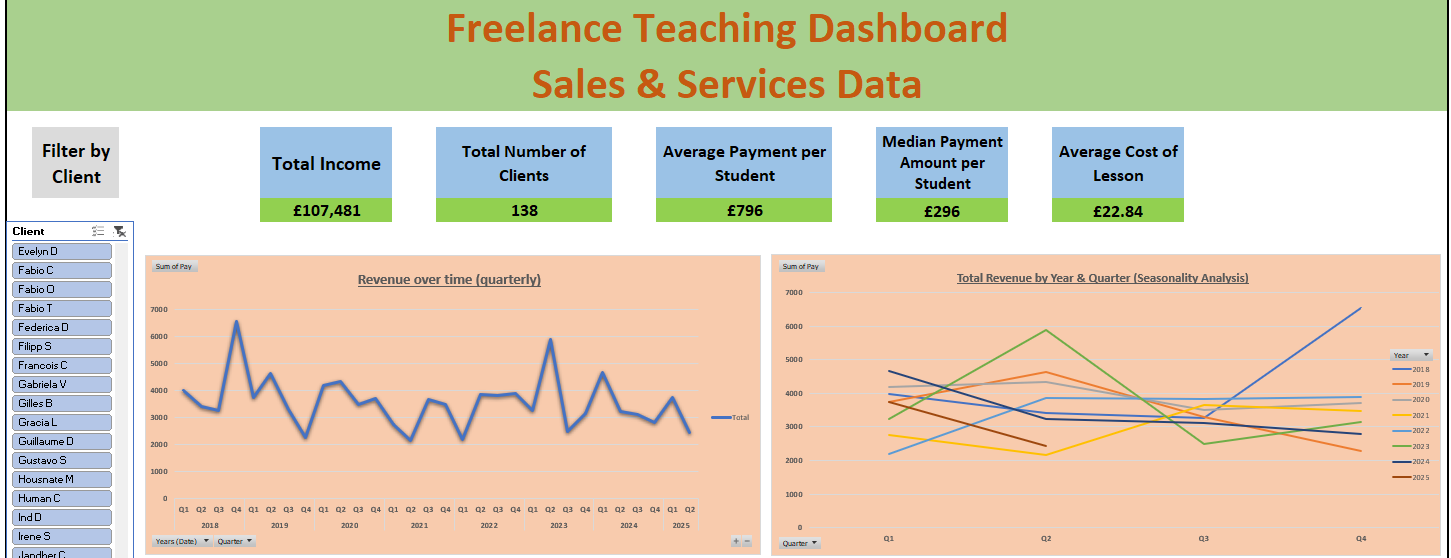 Freelance Teaching Dashboard
Sales & Services Data
Filter by
Client
Total Income
£107,481
Total Number of
Clients
138
Average Payment per
Student
£796
Median Payment
Amount per
Student
£296
Average Cost of
Lesson
£22.84
Client
Evelyn D
Fabio C
Fabio O
Fabio T
Federica D
Filipp S
Francois C
Gabriela V
Gilles B
Gracia L
Guillaume D
Gustavo S
Housnate M
Human C
Ind D
Irene S
Jandher C
Sum of Pay
Revenue over time (quarterly)
7000
6000
5000
4000
3000
2000
1000
0
Q1 Q2 Q3 Q4 Q1 Q2 Q3 Q4 Q1 Q2 Q3 Q4 Q1 Q2 Q3 Q4 Q1 Q2 Q3 Q4 Q1 Q2 Q3 Q4 Q1 Q2 Q3 Q4 Q1 Q2
2018 2019 2020 2021 2022 2023 2024 2025
Total
Years (Date) Quarter
Sum of Pay
Total Revenue by Year & Quarter (Seasonality Analysis)
7000
6000
5000
4000
3000
2000
1000
0
Q1 Q2 Q3 Q4
Year
2018
2019
2020
2021
2022
2023
2024
2025
Quarter